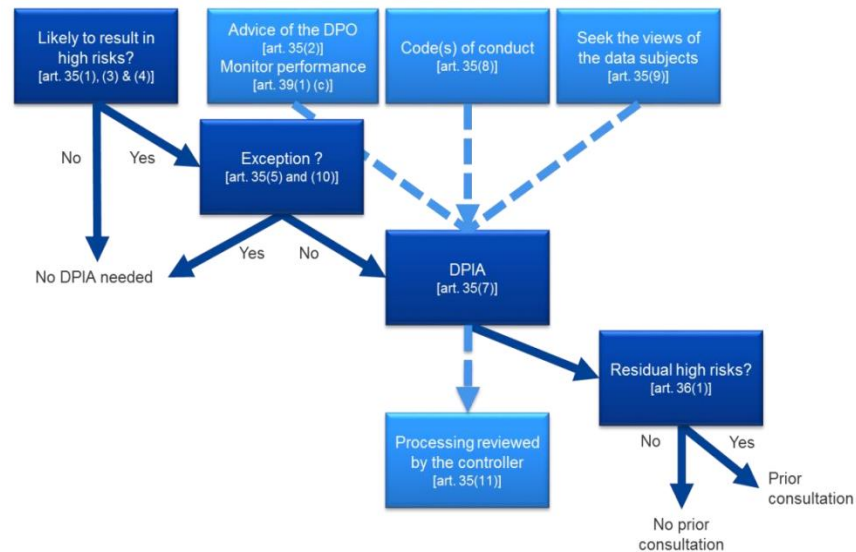 Likely to result in
high risks?
[art. 35(1), (3) & (4)]
Advice of the DPO
[art. 35(2)]
Monitor performance
[art. 39(1) (c)]
Code(s) of conduct
[art. 35(8)]
Seek the views of
the data subjects
[art. 35(9)]
No
Yes
Exception ?
[art. 35(5) and (10)]
Yes
No
No DPIA needed
DPIA
[art. 35(7)]
Residual high risks?
[art. 36(1)]
Processing reviewed
by the controller
[art. 35(11)]
No
Yes
Prior
consultation
No prior
consultation